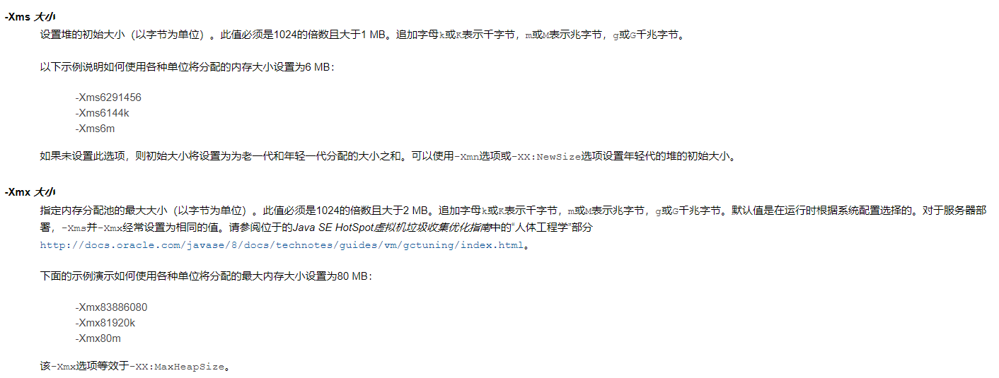 -Xms 大小
设置堆的初始大小（以字节为单位）。此值必须是1024的倍数且大于1 MB。追加字母k或K表示千字节，m或M表示兆字节，g或G千兆字节。
以下示例说明如何使用各种单位将分配的内存大小设置为6 MB：
-Xms6291456
-Xms6144k
-Xms6m
如果未设置此选项，则初始大小将设置为为老一代和年轻一代分配的大小之和。可以使用-Xmn选项或-XX:NewSize选项设置年轻代的堆的初始大小。
-Xmx 大小
指定内存分配池的最大大小（以字节为单位）。此值必须是1024的倍数且大于2 MB。追加字母k或K表示千字节，m或M表示兆字节，g或G千兆字节。默认值是在运行时根据系统配置选择的。对于服务器部
署，-Xms并-Xmx经常设置为相同的值。请参阅位于的Java SE HotSpot虚拟机垃圾收集优化指南中的“人体工程学”部分
http://docs.oracle.com/javase/8/docs/technotes/guides/vm/gctuning/index.html。
下面的示例演示如何使用各种单位将分配的最大内存大小设置为80 MB：
-Xmx83886080
-Xmx81920k
-Xmx80m
该-Xmx选项等效于-XX:MaxHeapSize。